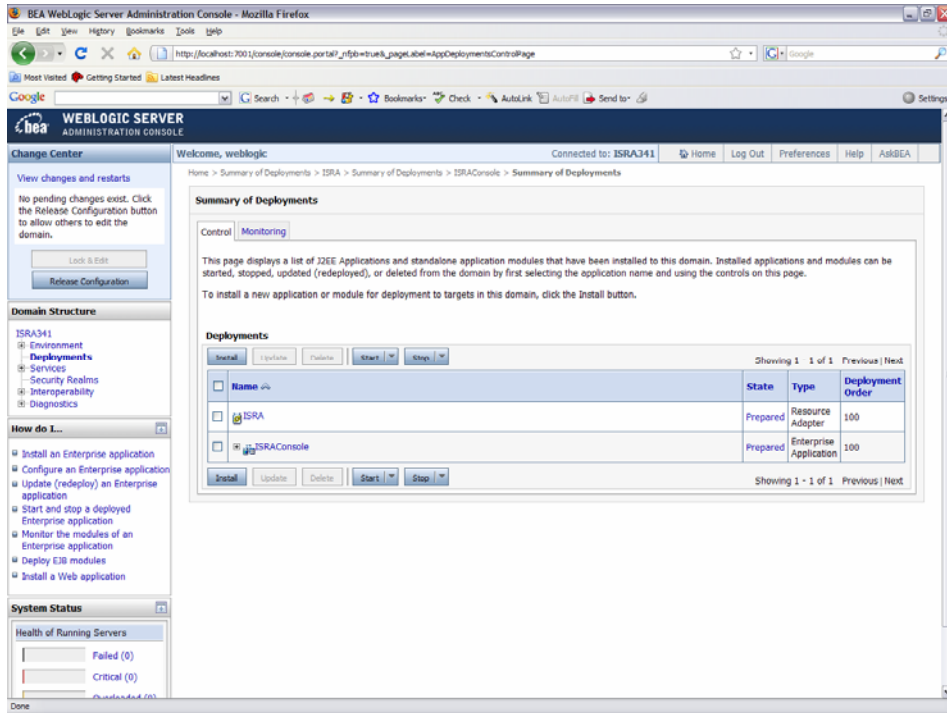 BEA WebLogic Server Administration Console - Mozilla Firefox
File Edit View History Bookmarks Tools Help
http://localhost:7001/console/console.portal?_nfpb=true&_pageLabel=AppDeploymentsControlPage
Google
Most Visited Getting Started Latest Headlines
Google Search Bookmarks Check AutoLink AutoFill Send to Settings
bea WEBLOGIC SERVER
ADMINISTRATION CONSOLE
Change Center
View changes and restarts
No pending changes exist. Click
the Release Configuration button
to allow others to edit the
domain.
Lock & Edit
Release Configuration
Domain Structure
ISRA341
Environment
Deployments
Services
Security Realms
Interoperability
Diagnostics
How do I...
Install an Enterprise application
Configure an Enterprise application
Update (redeploy) an Enterprise
application
Start and stop a deployed
Enterprise application
Monitor the modules of an
Enterprise application
Deploy EJB modules
Install a Web application
System Status
Health of Running Servers
Failed (0)
Critical (0)
Overloaded (0)
Welcome, weblogic Connected to: ISRA341 Home Log Out Preferences Help AskBEA
Home > Summary of Deployments > ISRA > Summary of Deployments > ISRAConsole > Summary of Deployments
Summary of Deployments
Control Monitoring
This page displays a list of J2EE Applications and standalone application modules that have been installed to this domain. Installed applications and modules can be
started, stopped, updated (redeployed), or deleted from the domain by first selecting the application name and using the controls on this page.
To install a new application or module for deployment to targets in this domain, click the Install button.
Deployments
Install Update Delete Start Stop Showing 1 - 1 of 1 Previous | Next
Name State Type Deployment Order
ISRA Prepared Resource Adapter 100
ISRAConsole Prepared Enterprise Application 100
Install Update Delete Start Stop Showing 1 - 1 of 1 Previous | Next
Done